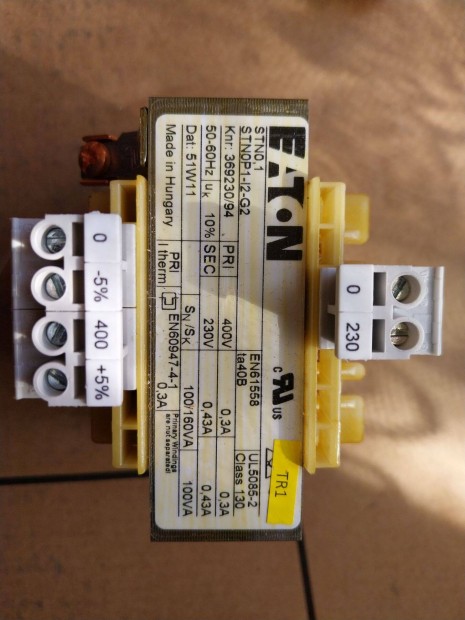 EATON
STN0,1
STN0P1-I2-G2
c UR US
EN61558
ta40B
UL5085-2
Class 130
TR1
Knr: 369230/94 PRI 400V 0,3A 0,3A
50-60Hz uk 10% SEC 230V 0,43A 0,43A
Dat: 51W11 SN/SK 100/160VA 100VA
Made in Hungary PRI
I therm EN60947-4-1 0,3A
Primary Windings
are not separated!
0
-5%
400
+5%
0
230